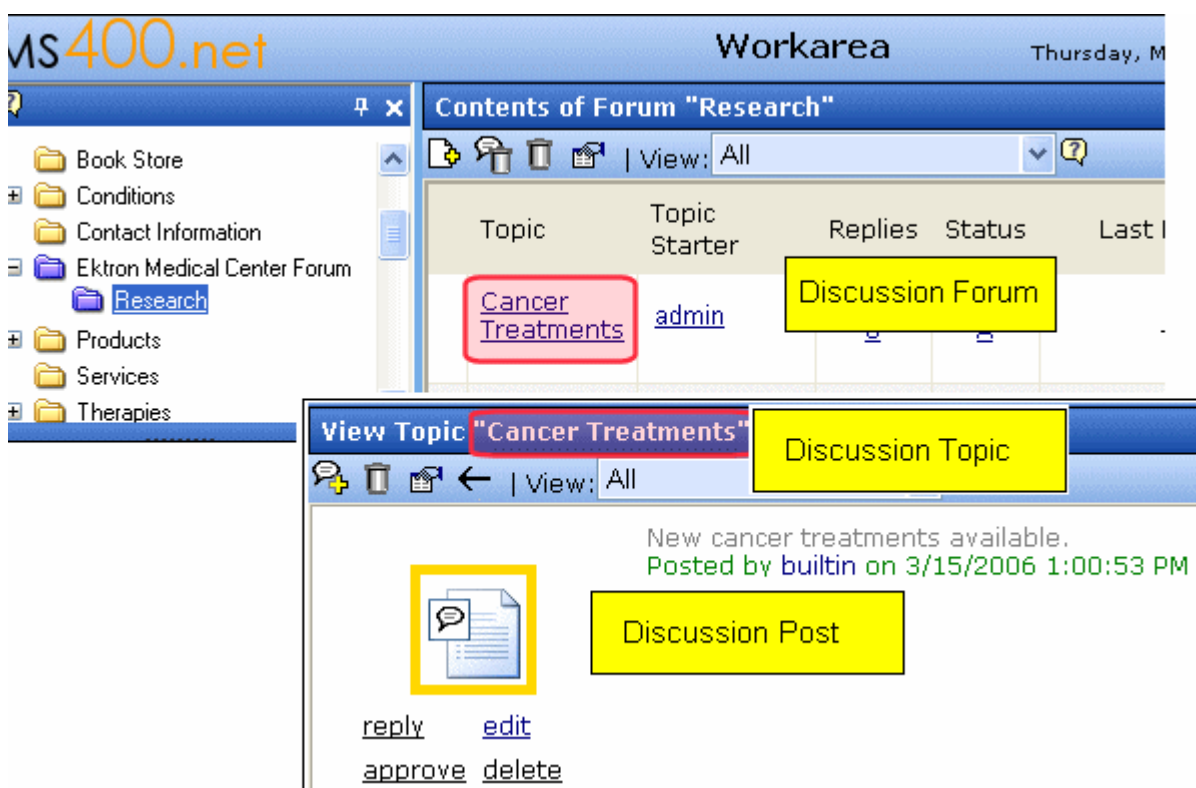 MS400.net
Workarea
Thursday, M
Contents of Forum "Research"
Book Store
Conditions
Contact Information
Ektron Medical Center Forum
Research
Products
Services
Therapies
| View: All
Topic
Topic Starter
Replies
Status
Last
Cancer Treatments
admin
Discussion Forum
View Topic "Cancer Treatments"
Discussion Topic
| View: All
New cancer treatments available.
Posted by builtin on 3/15/2006 1:00:53 PM
Discussion Post
reply edit
approve delete